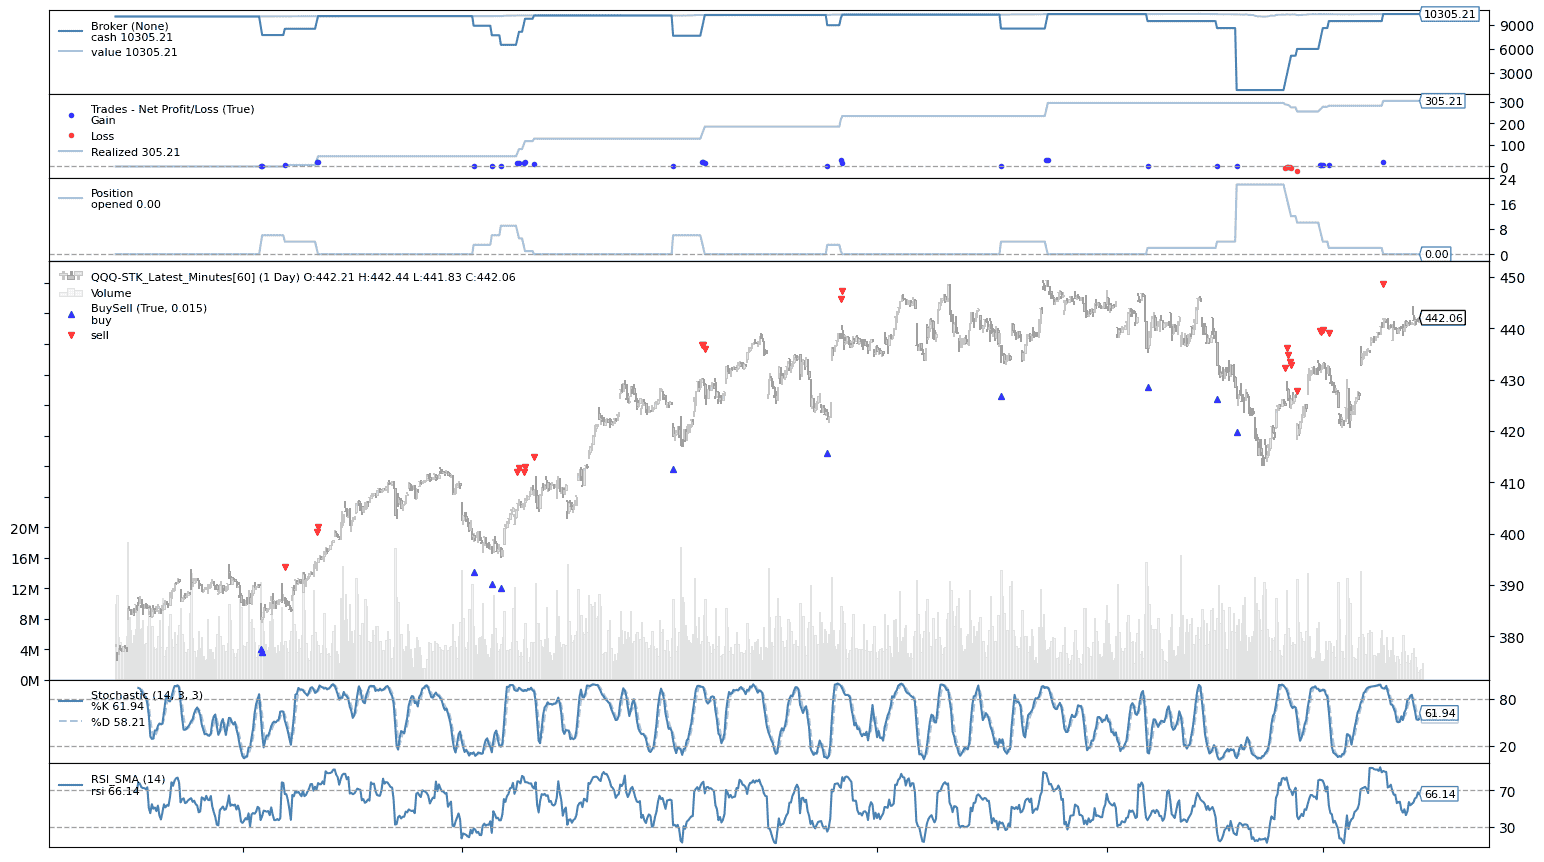 Broker (None)
cash 10305.21
value 10305.21
10305.21
9000
6000
3000
Trades - Net Profit/Loss (True)
Gain
Loss
Realized 305.21
305.21
300
200
100
0
Position
opened 0.00
24
16
8
0
0.00
QQQ-STK_Latest_Minutes[60] (1 Day) O:442.21 H:442.44 L:441.83 C:442.06
Volume
BuySell (True, 0.015)
buy
sell
450
442.06
440
430
420
410
400
390
380
20M
16M
12M
8M
4M
0M
Stochastic (14, 3, 3)
%K 61.94
%D 58.21
80
61.94
20
RSI_SMA (14)
rsi 66.14
70
66.14
30